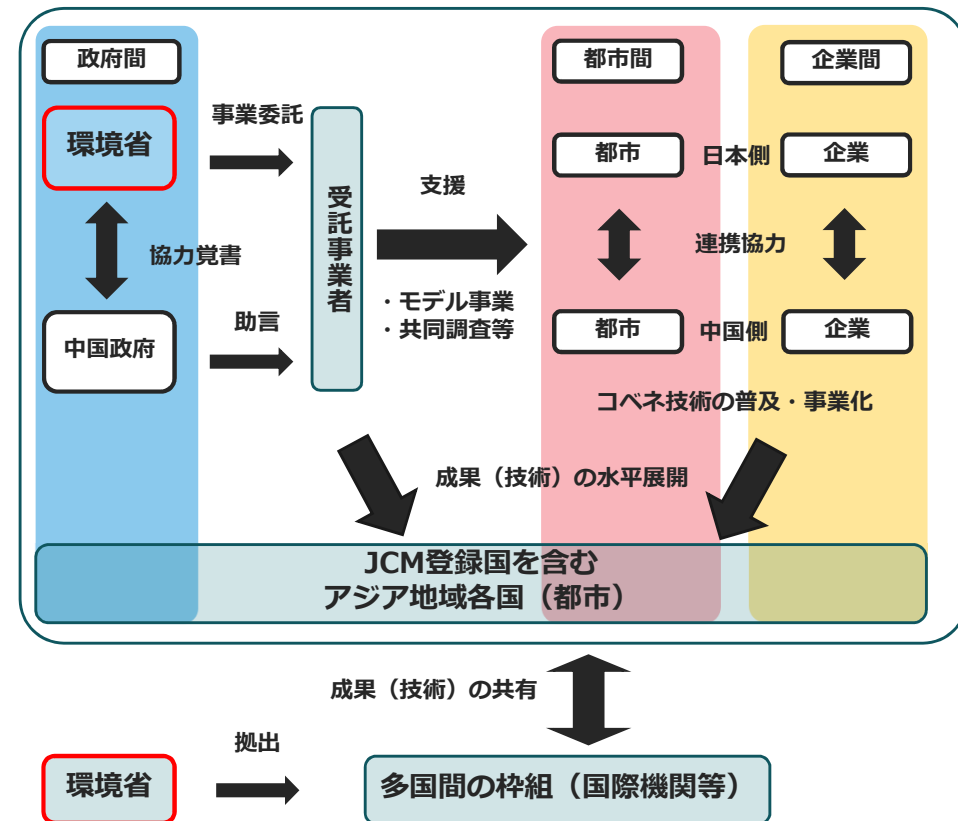 政府間
都市間
企業間
環境省
事業委託
受託事業者
支援
都市
日本側
企業
協力覚書
連携協力
・モデル事業
・共同調査等
中国政府
助言
都市
中国側
企業
コベネ技術の普及・事業化
成果（技術）の水平展開
JCM登録国を含む
アジア地域各国（都市）
成果（技術）の共有
環境省
拠出
多国間の枠組（国際機関等）